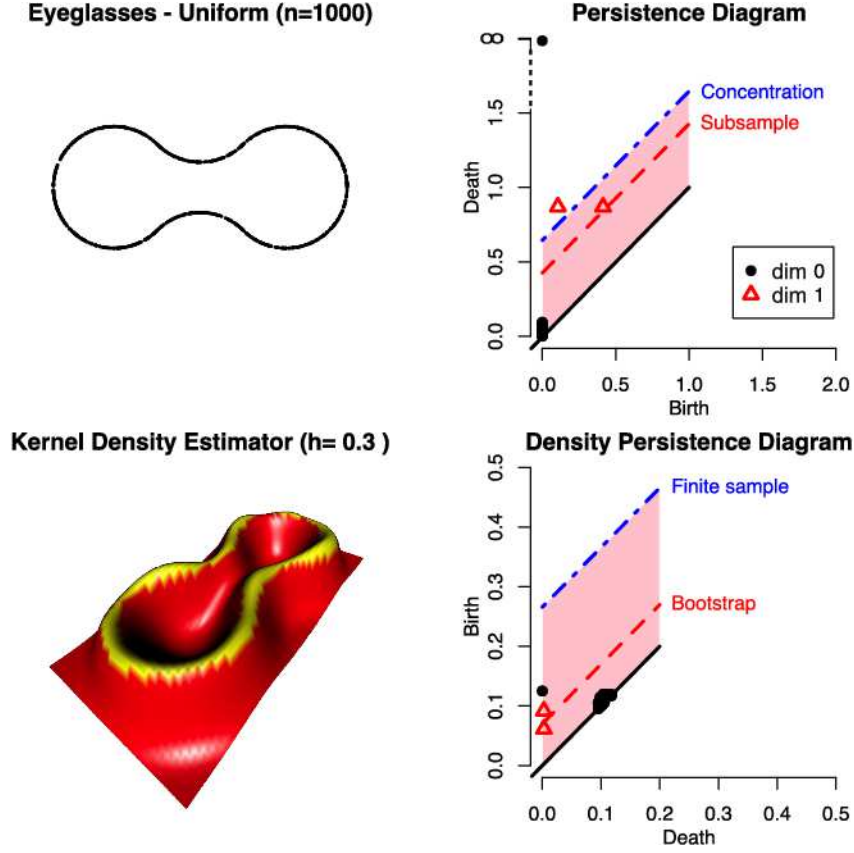 Eyeglasses - Uniform (n=1000)
Persistence Diagram
Death
0.0 0.5 1.0 1.5 ∞
Concentration
Subsample
dim 0
dim 1
0.0 0.5 1.0 1.5 2.0
Birth
Kernel Density Estimator (h= 0.3 )
Density Persistence Diagram
Birth
0.0 0.1 0.2 0.3 0.4 0.5
Finite sample
Bootstrap
0.0 0.1 0.2 0.3 0.4 0.5
Death